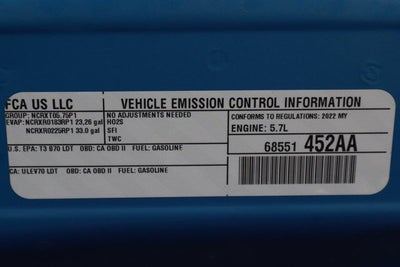 FCA US LLC
VEHICLE EMISSION CONTROL INFORMATION
GROUP: NCRXT05.75P1
EVAP: NCRXR0183RP1 23,26 gal
NCRXR0225RP1 33.0 gal
NO ADJUSTMENTS NEEDED
HO2S
SFI
TWC
CONFORMS TO REGULATIONS: 2022 MY
ENGINE: 5.7L
68551 452AA
U.S. EPA: T3 B70 LDT OBD: CA OBD II FUEL: GASOLINE
CA: ULEV70 LDT OBD: CA OBD II FUEL: GASOLINE